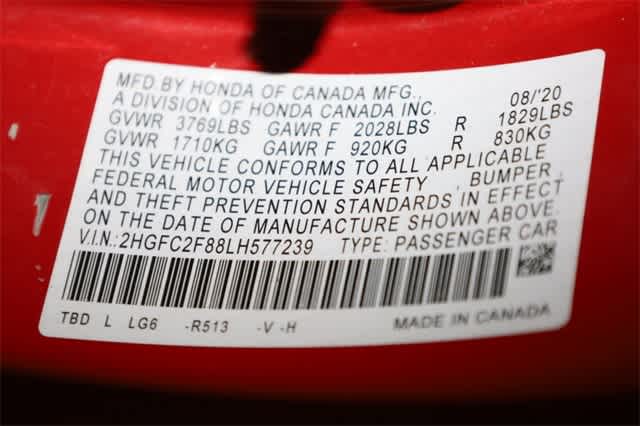 MFD.BY HONDA OF CANADA MFG., 08/'20
A DIVISION OF HONDA CANADA INC.
GVWR 3769LBS GAWR F 2028LBS R 1829LBS
GVWR 1710KG GAWR F 920KG R 830KG
THIS VEHICLE CONFORMS TO ALL APPLICABLE
FEDERAL MOTOR VEHICLE SAFETY , BUMPER,
AND THEFT PREVENTION STANDARDS IN EFFECT
ON THE DATE OF MANUFACTURE SHOWN ABOVE.
V.I.N.:2HGFC2F88LH577239 TYPE: PASSENGER CAR
TBD L LG6 -R513 -V -H MADE IN CANADA